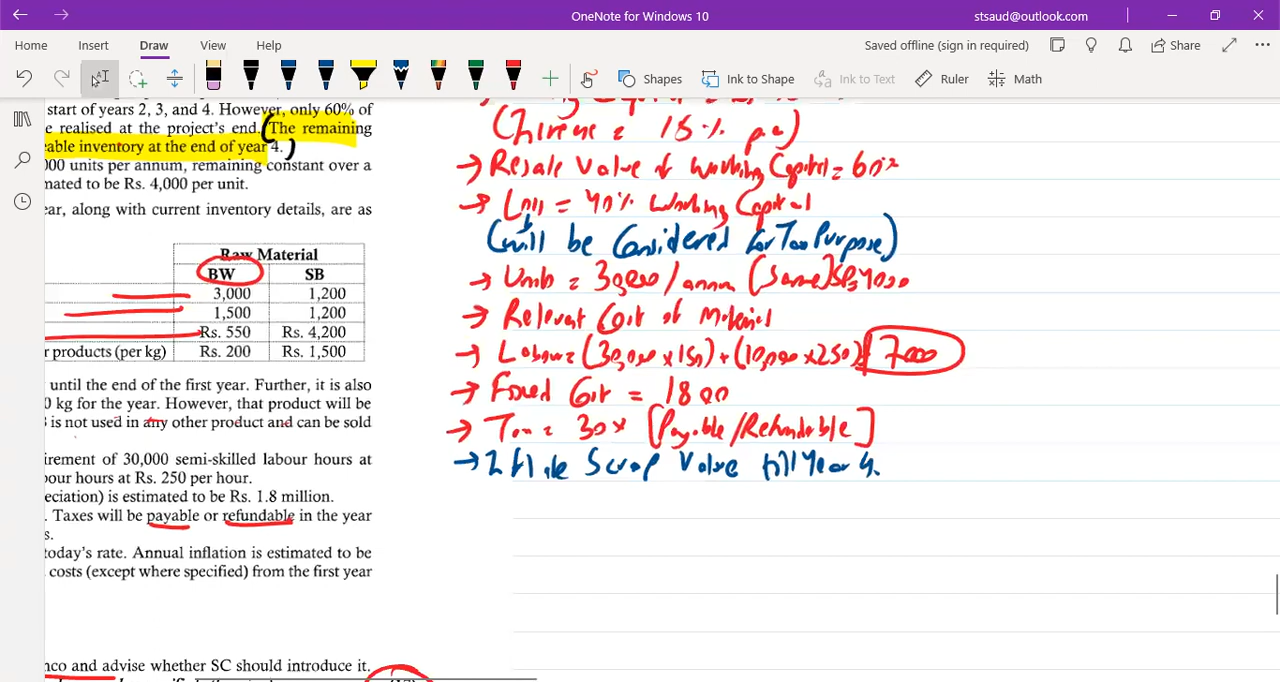 OneNote for Windows 10
stsaud@outlook.com
Home Insert Draw View Help
Saved offline (sign in required)
Share
Shapes
Ink to Shape
Ink to Text
Ruler
Math
start of years 2, 3, and 4. However, only 60% of
e realised at the project's end. (The remaining
eable inventory at the end of year 4.)
000 units per annum, remaining constant over a
mated to be Rs. 4,000 per unit.
ear, along with current inventory details, are as
Raw Material
BW SB
3,000 1,200
1,500 1,200
Rs. 550 Rs. 4,200
r products (per kg) Rs. 200 Rs. 1,500
until the end of the first year. Further, it is also
0 kg for the year. However, that product will be
is not used in any other product and can be sold
irement of 30,000 semi-skilled labour hours at
bour hours at Rs. 250 per hour.
eciation) is estimated to be Rs. 1.8 million.
. Taxes will be payable or refundable in the year
s.
today's rate. Annual inflation is estimated to be
costs (except where specified) from the first year
nco and advise whether SC should introduce it.
= 15% pa)
→ Resale Value of Working Capital = 60%
→ Loss = 40% Working Capital
(will be Considered for Tax Purpose)
→ Units = 30,000/annum (Same) SP=4000
→ Relevant Cost of Material
→ Labour = (30,000 x 150) + (10,000 x 250) 7000
→ Fixed Cost = 1800
→ Tax = 30% [Payable/Refundable]
→ Scrap Value till Year 4.